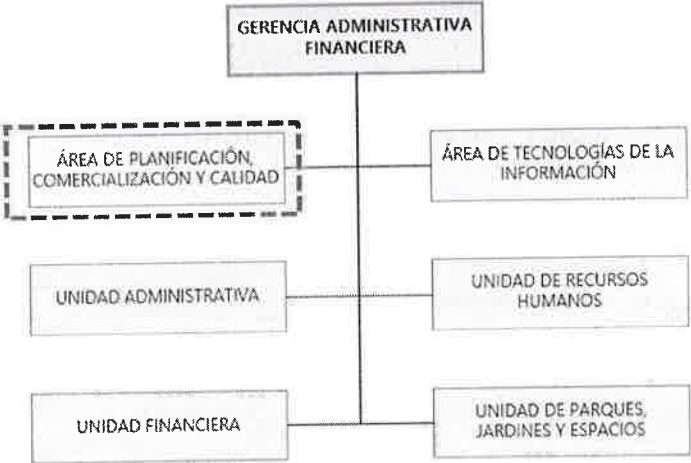 GERENCIA ADMINISTRATIVA
FINANCIERA
ÁREA DE PLANIFICACIÓN,
COMERCIALIZACIÓN Y CALIDAD
ÁREA DE TECNOLOGÍAS DE LA
INFORMACIÓN
UNIDAD ADMINISTRATIVA
UNIDAD DE RECURSOS
HUMANOS
UNIDAD FINANCIERA
UNIDAD DE PARQUES,
JARDINES Y ESPACIOS